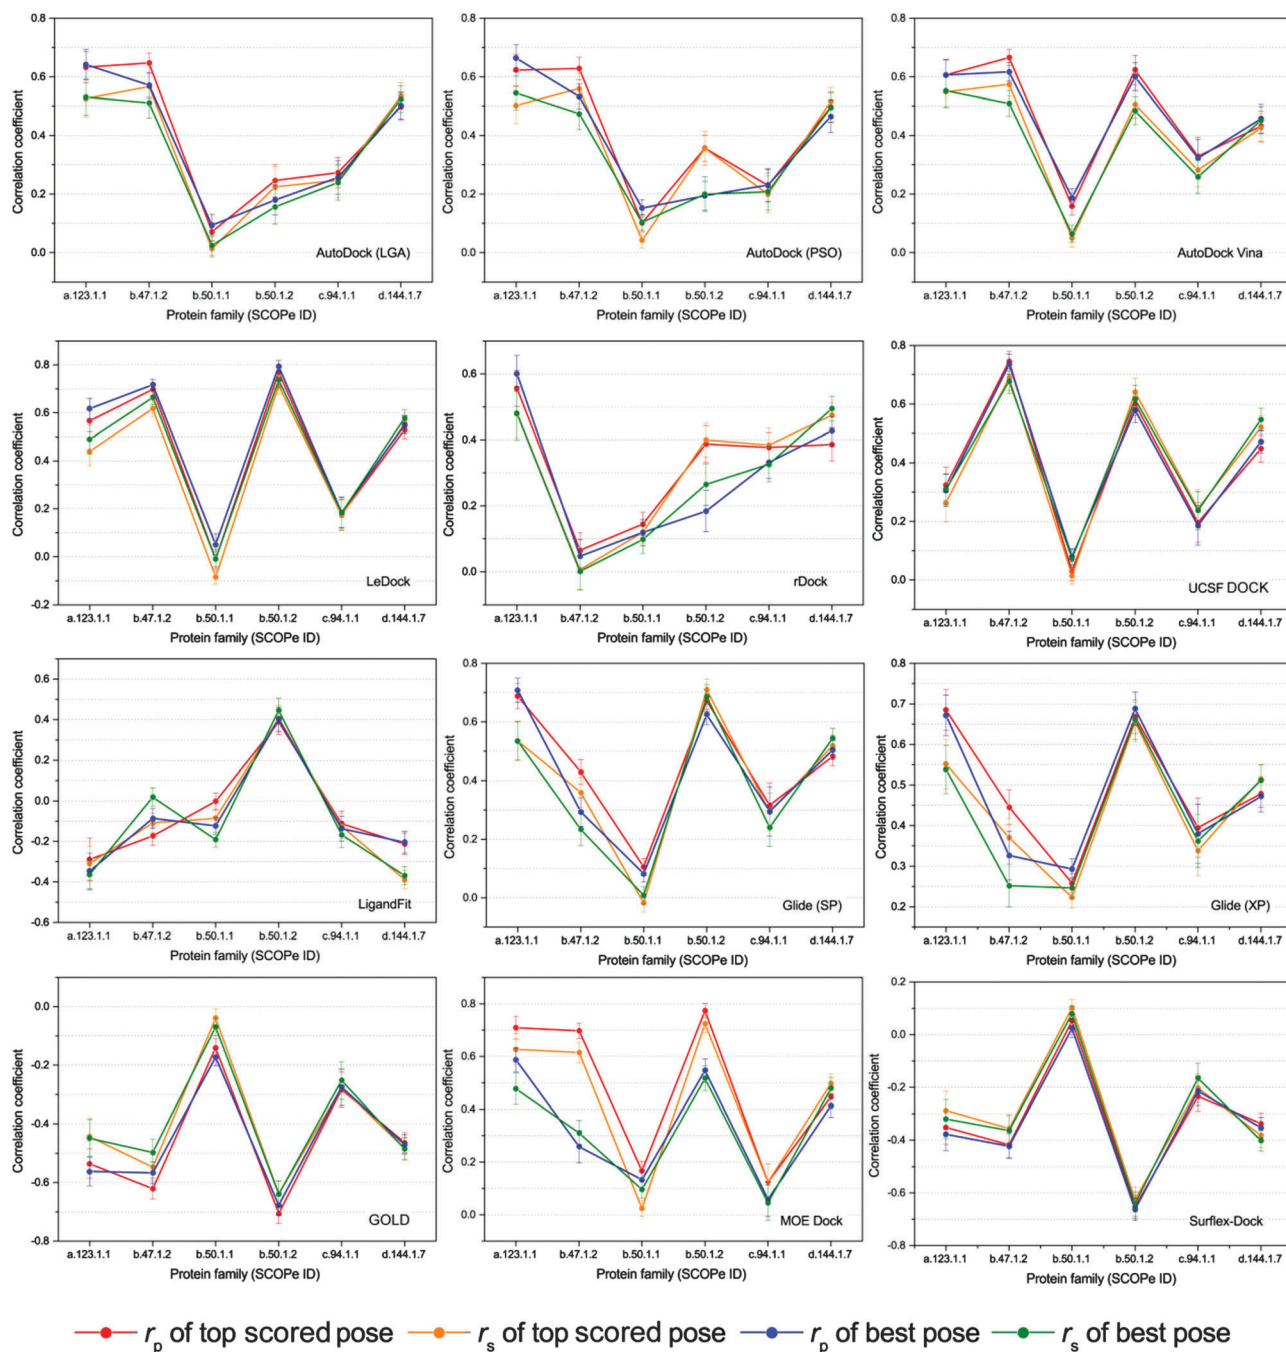 Correlation coefficient
0.8
0.6
0.4
0.2
0.0
AutoDock (LGA)
a.123.1.1 b.47.1.2 b.50.1.1 b.50.1.2 c.94.1.1 d.144.1.7
Protein family (SCOPe ID)
Correlation coefficient
0.8
0.6
0.4
0.2
0.0
AutoDock (PSO)
a.123.1.1 b.47.1.2 b.50.1.1 b.50.1.2 c.94.1.1 d.144.1.7
Protein family (SCOPe ID)
Correlation coefficient
0.8
0.6
0.4
0.2
0.0
AutoDock Vina
a.123.1.1 b.47.1.2 b.50.1.1 b.50.1.2 c.94.1.1 d.144.1.7
Protein family (SCOPe ID)
Correlation coefficient
0.8
0.6
0.4
0.2
0.0
-0.2
LeDock
a.123.1.1 b.47.1.2 b.50.1.1 b.50.1.2 c.94.1.1 d.144.1.7
Protein family (SCOPe ID)
Correlation coefficient
0.6
0.4
0.2
0.0
rDock
a.123.1.1 b.47.1.2 b.50.1.1 b.50.1.2 c.94.1.1 d.144.1.7
Protein family (SCOPe ID)
Correlation coefficient
0.8
0.6
0.4
0.2
0.0
UCSF DOCK
a.123.1.1 b.47.1.2 b.50.1.1 b.50.1.2 c.94.1.1 d.144.1.7
Protein family (SCOPe ID)
Correlation coefficient
0.6
0.4
0.2
0.0
-0.2
-0.4
-0.6
LigandFit
a.123.1.1 b.47.1.2 b.50.1.1 b.50.1.2 c.94.1.1 d.144.1.7
Protein family (SCOPe ID)
Correlation coefficient
0.8
0.6
0.4
0.2
0.0
Glide (SP)
a.123.1.1 b.47.1.2 b.50.1.1 b.50.1.2 c.94.1.1 d.144.1.7
Protein family (SCOPe ID)
Correlation coefficient
0.8
0.7
0.6
0.5
0.4
0.3
0.2
Glide (XP)
a.123.1.1 b.47.1.2 b.50.1.1 b.50.1.2 c.94.1.1 d.144.1.7
Protein family (SCOPe ID)
Correlation coefficient
0.0
-0.2
-0.4
-0.6
-0.8
GOLD
a.123.1.1 b.47.1.2 b.50.1.1 b.50.1.2 c.94.1.1 d.144.1.7
Protein family (SCOPe ID)
Correlation coefficient
0.8
0.6
0.4
0.2
0.0
MOE Dock
a.123.1.1 b.47.1.2 b.50.1.1 b.50.1.2 c.94.1.1 d.144.1.7
Protein family (SCOPe ID)
Correlation coefficient
0.2
0.0
-0.2
-0.4
-0.6
-0.8
Surflex-Dock
a.123.1.1 b.47.1.2 b.50.1.1 b.50.1.2 c.94.1.1 d.144.1.7
Protein family (SCOPe ID)
rp of top scored pose rs of top scored pose rp of best pose rs of best pose